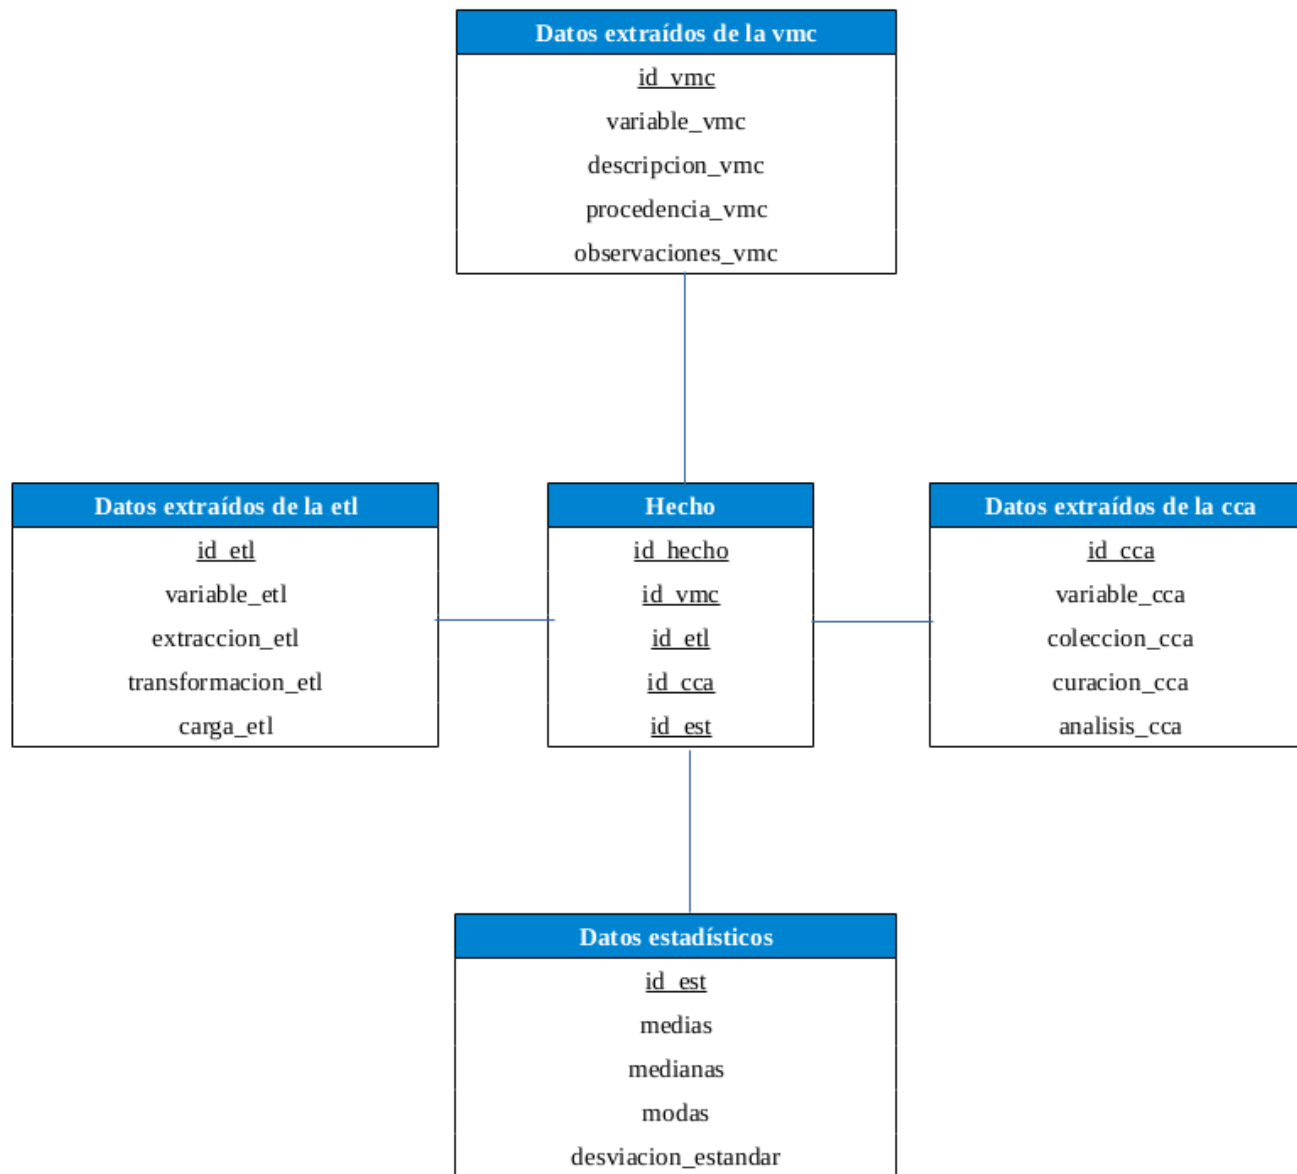 Datos extraídos de la vmc
id_vmc
variable_vmc
descripcion_vmc
procedencia_vmc
observaciones_vmc
Datos extraídos de la etl
id_etl
variable_etl
extraccion_etl
transformacion_etl
carga_etl
Hecho
id_hecho
id_vmc
id_etl
id_cca
id_est
Datos extraídos de la cca
id_cca
variable_cca
coleccion_cca
curacion_cca
analisis_cca
Datos estadísticos
id_est
medias
medianas
modas
desviacion_estandar